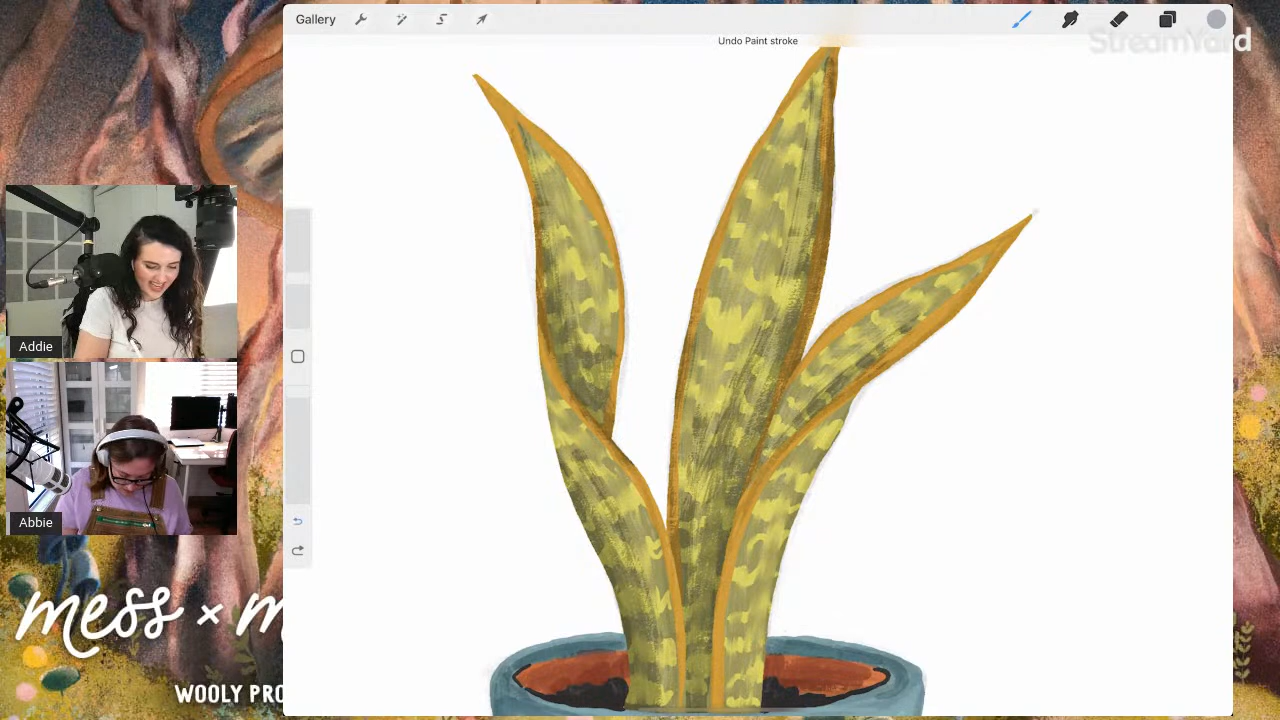 Gallery
Undo Paint stroke
StreamYard
Addie
Abbie
mess × m
WOOLY PRO